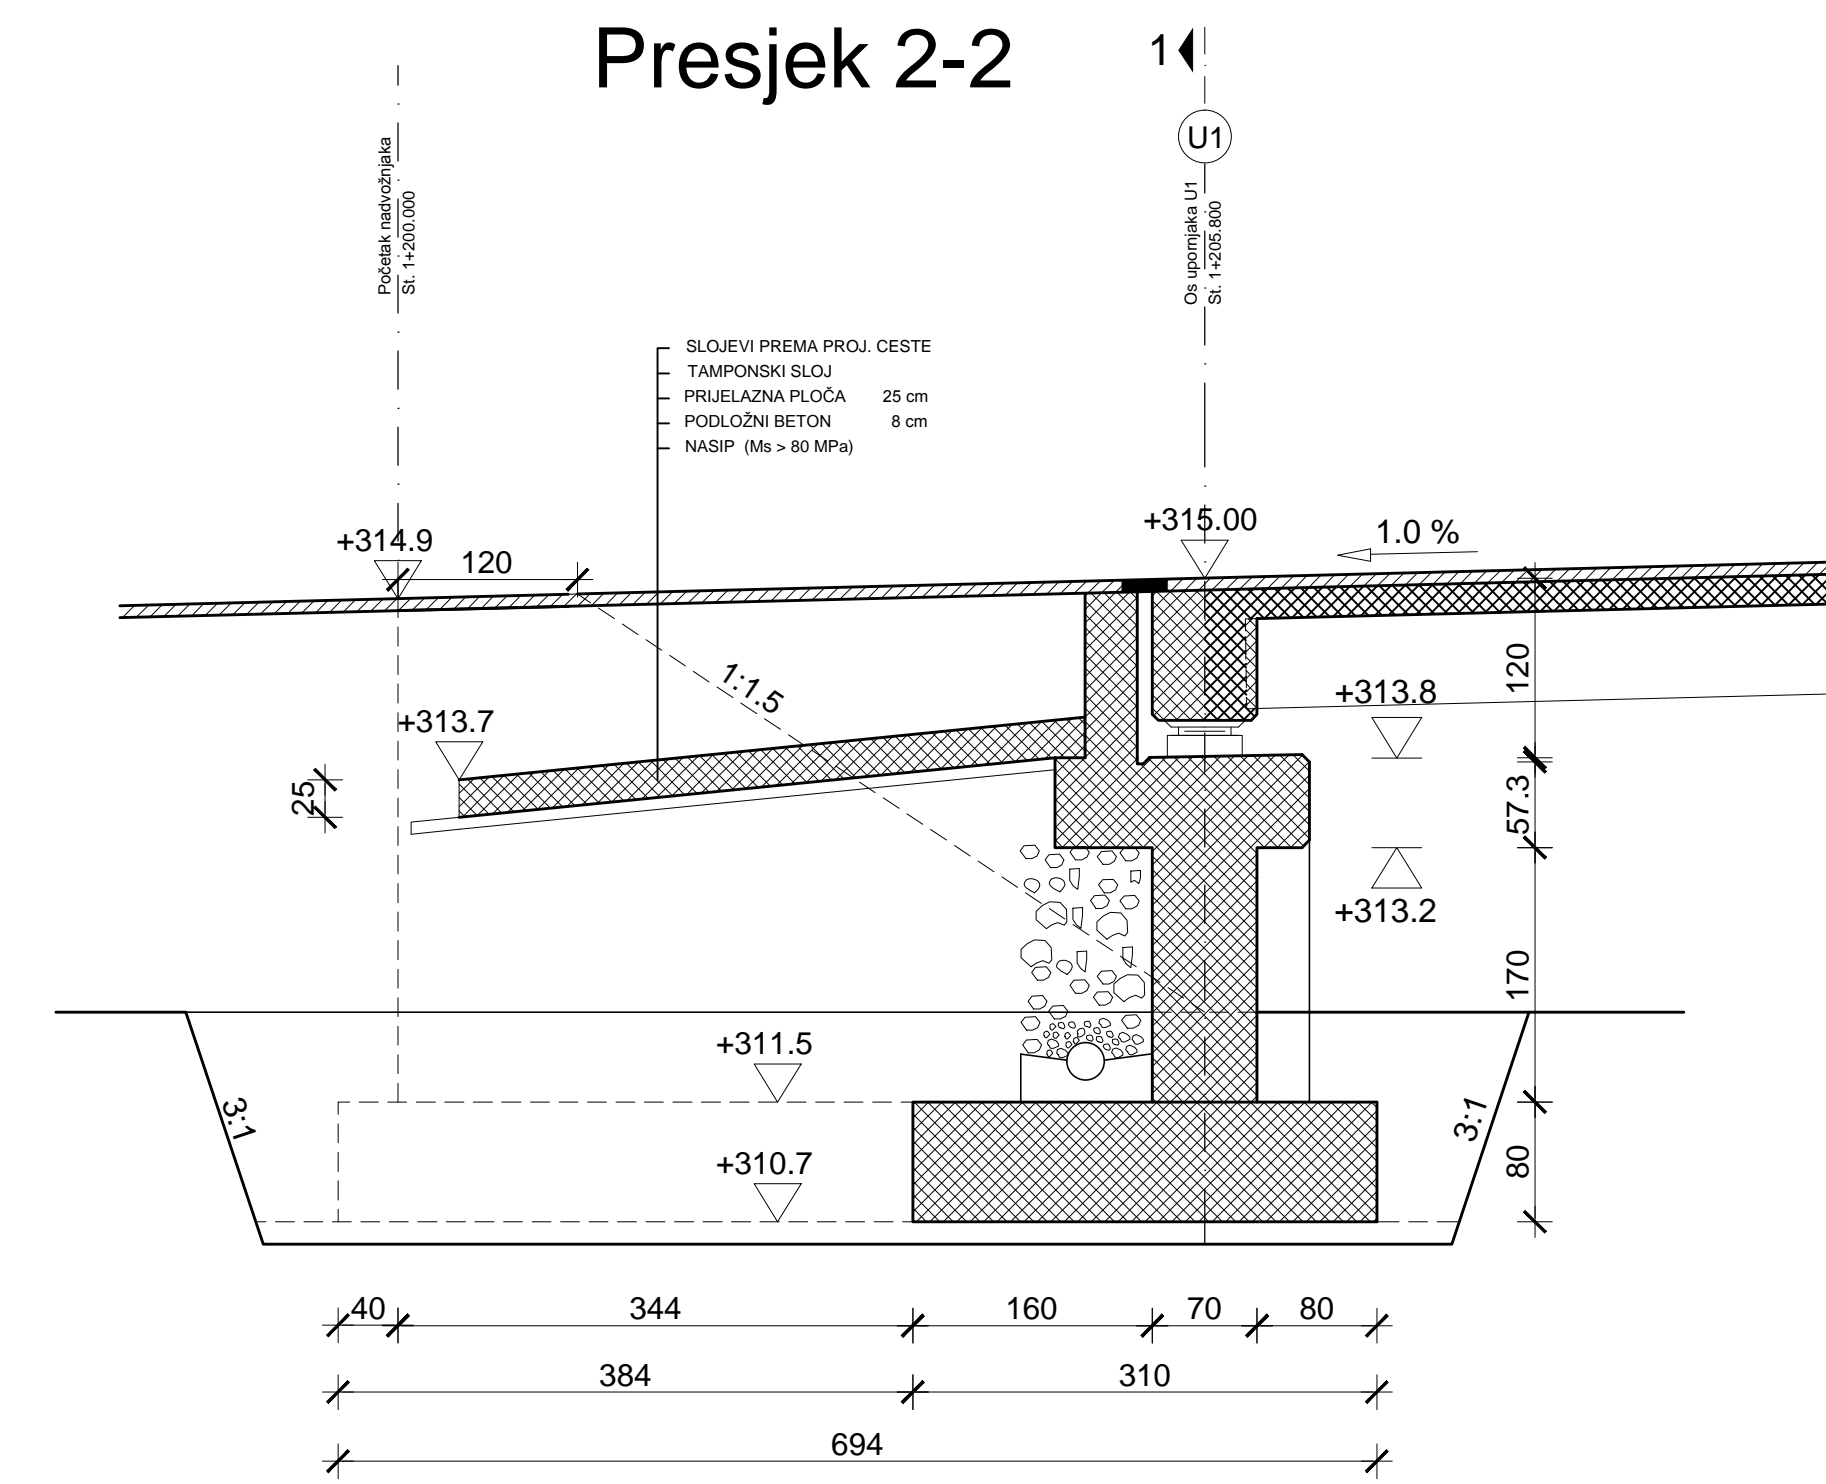 Presjek 2-2
1
U1
Početak nadvožnjaka
St. 1+200.000
Os upornjaka U1
St. 1+205.800
SLOJEVI PREMA PROJ. CESTE
TAMPONSKI SLOJ
PRIJELAZNA PLOČA 25 cm
PODLOŽNI BETON 8 cm
NASIP (Ms > 80 MPa)
+314.9
120
+315.00
1.0 %
1:1.5
+313.7
25
+313.8
120
57.3
+313.2
170
+311.5
3:1
3:1
+310.7
80
40 344 160 70 80
384 310
694